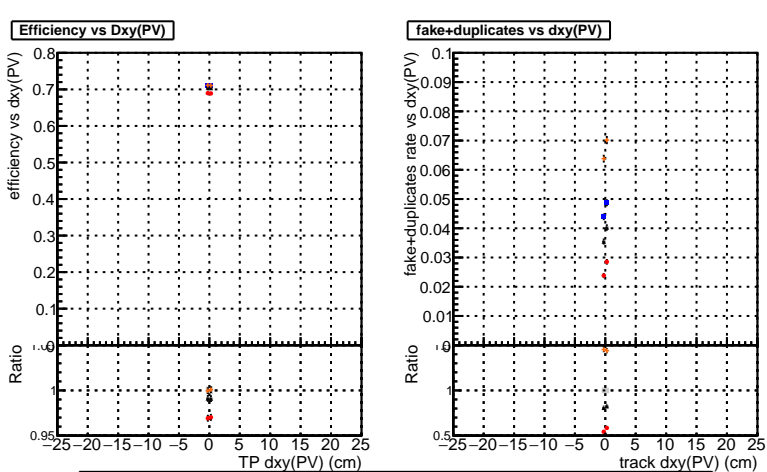 Efficiency vs Dxy(PV)
efficiency vs dxy(PV)
0.8
0.7
0.6
0.5
0.4
0.3
0.2
0.1
0
Ratio
1
0.95
−25 −20 −15 −10 −5 0 5 10 15 20 25
TP dxy(PV) (cm)
fake+duplicates vs dxy(PV)
fake+duplicates rate vs dxy(PV)
0.1
0.09
0.08
0.07
0.06
0.05
0.04
0.03
0.02
0.01
0
Ratio
1
0.5
−25 −20 −15 −10 −5 0 5 10 15 20 25
track dxy(PV) (cm)